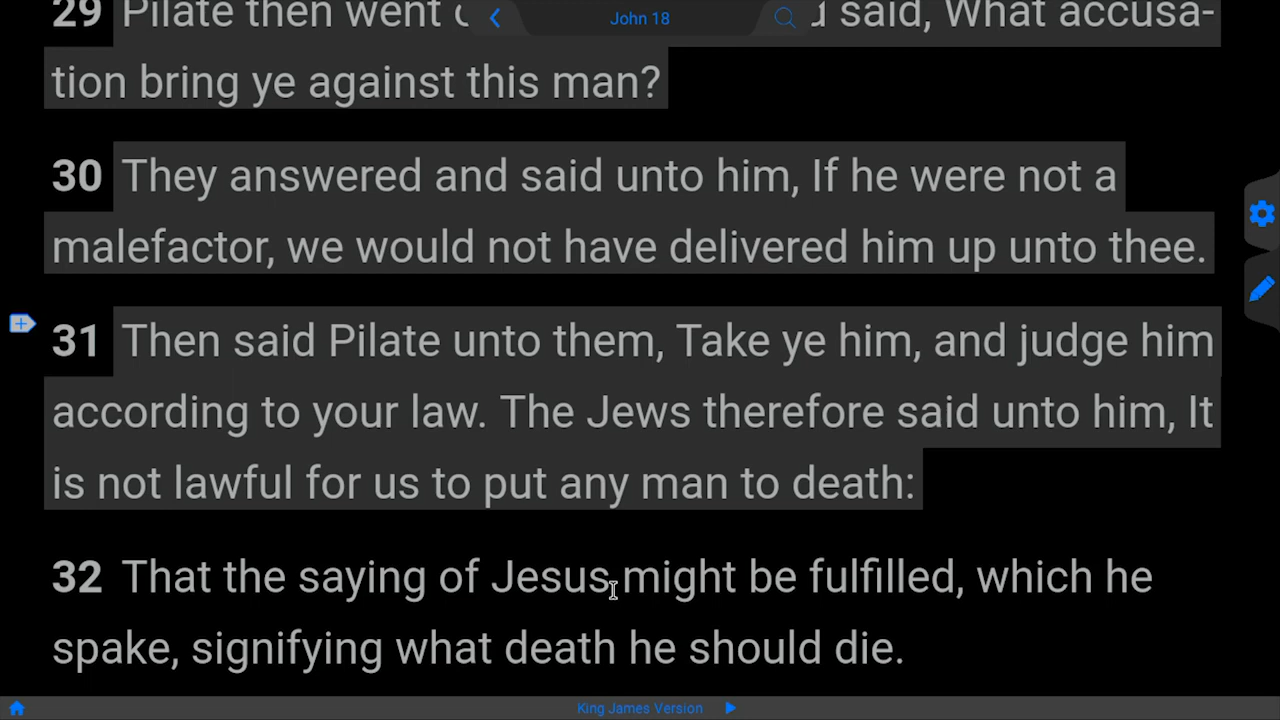 John 18
29 Pilate then went said, What accusa-
tion bring ye against this man?
30 They answered and said unto him, If he were not a
malefactor, we would not have delivered him up unto thee.
31 Then said Pilate unto them, Take ye him, and judge him
according to your law. The Jews therefore said unto him, It
is not lawful for us to put any man to death:
32 That the saying of Jesus might be fulfilled, which he
spake, signifying what death he should die.
King James Version